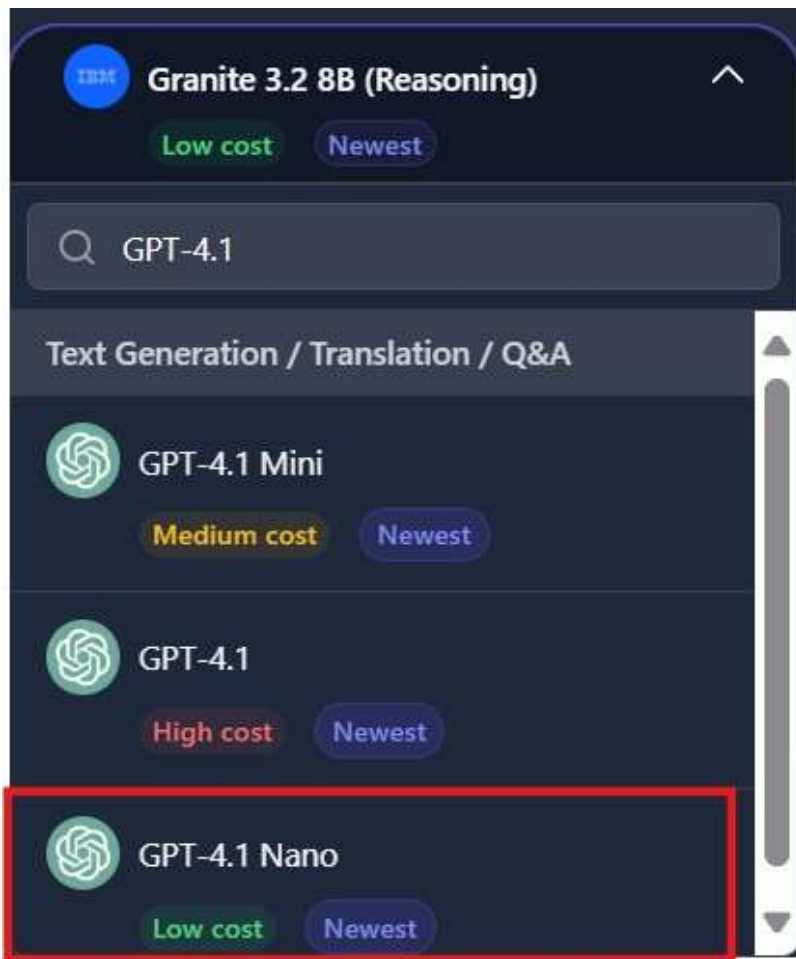 IBM Granite 3.2 8B (Reasoning)
Low cost Newest
GPT-4.1
Text Generation / Translation / Q&A
GPT-4.1 Mini
Medium cost Newest
GPT-4.1
High cost Newest
GPT-4.1 Nano
Low cost Newest